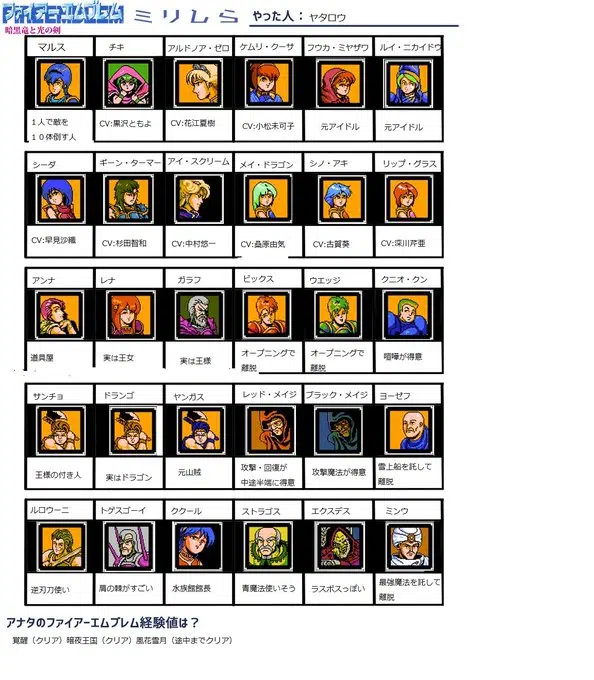 ファイアーエムブレム
FIRE EMBLEM
暗黒竜と光の剣
ミリしら
やった人： ヤタロウ
マルス チキ アルドノア・ゼロ ケムリ・クーサ フウカ・ミヤザワ ルイ・ニカイドウ
1人で敵を
10体倒す人 CV:黒沢ともよ CV:花江夏樹 CV:小松未可子 元アイドル 元アイドル
シーダ ギーン・ターマー アイ・スクリーム メイ・ドラゴン シノ・アキ リップ・グラス
CV:早見沙織 CV:杉田智和 CV:中村悠一 CV:桑原由気 CV:古賀葵 CV:深川芹亜
アンナ レナ ガラフ ビックス ウエッジ クニオ・クン
道具屋 実は王女 実は王様 オープニングで
離脱 オープニングで
離脱 喧嘩が得意
サンチョ ドランゴ ヤンガス レッド・メイジ ブラック・メイジ ヨーゼフ
王様の付き人 実はドラゴン 元山賊 攻撃・回復が
中途半端に得意 攻撃魔法が得意 雪上船を託して
離脱
ルロウーニ トゲスゴーイ ククール ストラゴス エクスデス ミンウ
逆刃刀使い 肩の棘がすごい 水族館館長 青魔法使いそう ラスボスっぽい 最強魔法を託して
離脱
アナタのファイアーエムブレム経験値は？
覚醒（クリア）暗夜王国（クリア）風花雪月（途中までクリア）